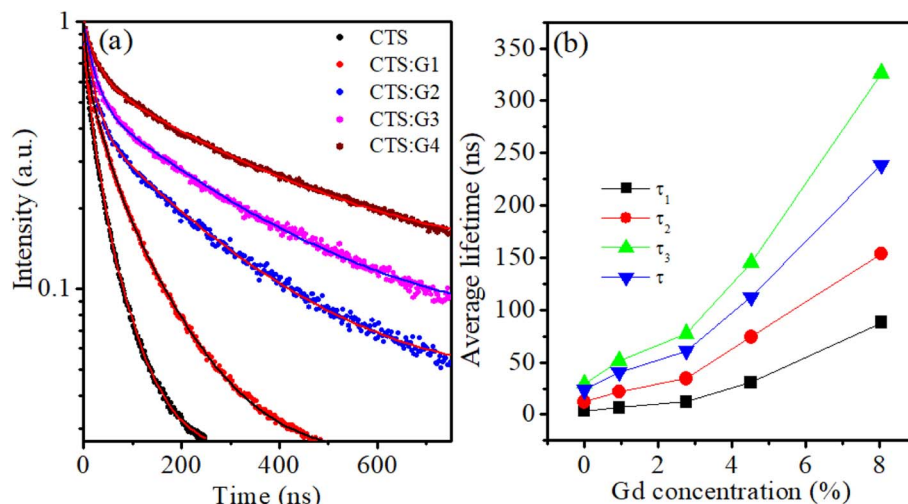 (a)
CTS
CTS:G1
CTS:G2
CTS:G3
CTS:G4
1
0.1
Intensity (a.u.)
0 200 400 600
Time (ns)
(b)
τ1
τ2
τ3
τ
350
300
250
200
150
100
50
0
Average lifetime (ns)
0 2 4 6 8
Gd concentration (%)